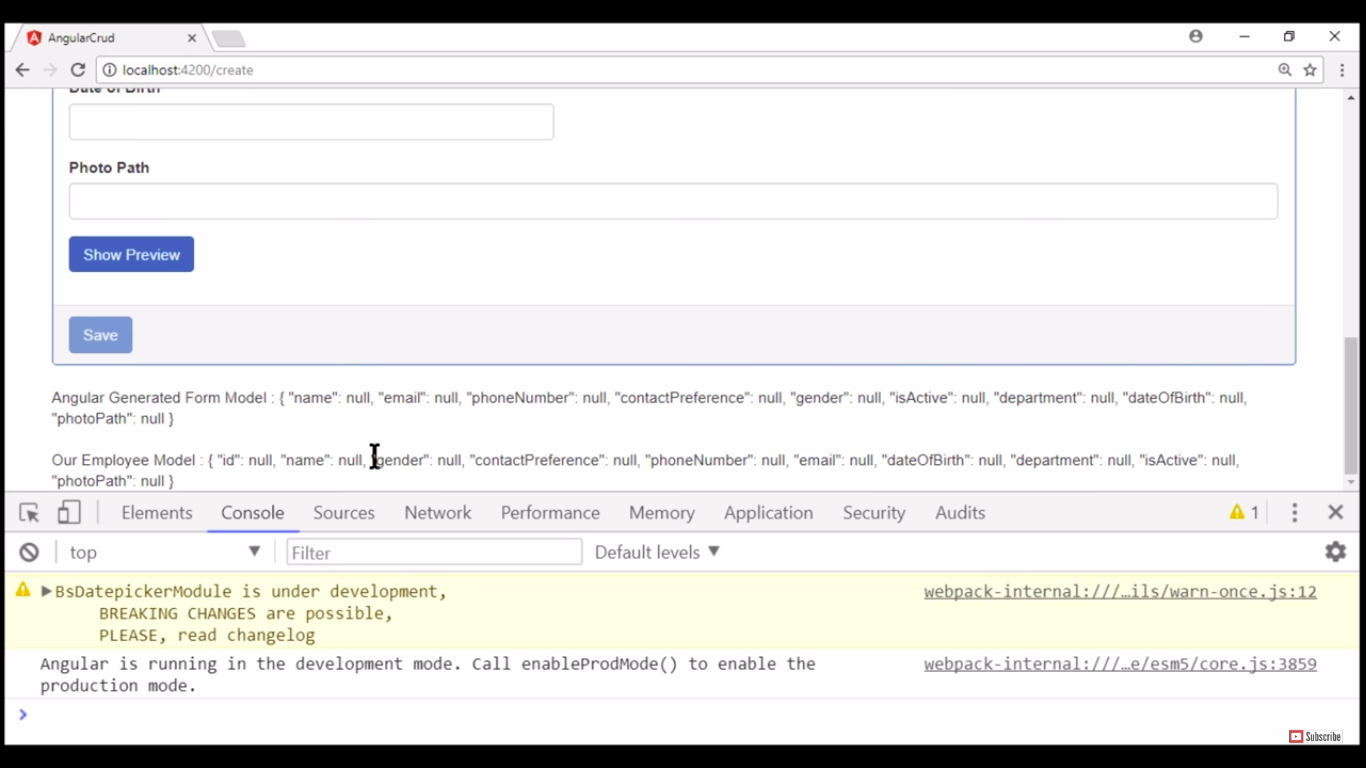 AngularCrud
localhost:4200/create
Date of Birth
Photo Path
Show Preview
Save
Angular Generated Form Model : { "name": null, "email": null, "phoneNumber": null, "contactPreference": null, "gender": null, "isActive": null, "department": null, "dateOfBirth": null,
"photoPath": null }
Our Employee Model : { "id": null, "name": null, "gender": null, "contactPreference": null, "phoneNumber": null, "email": null, "dateOfBirth": null, "department": null, "isActive": null,
"photoPath": null }
Elements Console Sources Network Performance Memory Application Security Audits 1
top Filter Default levels
BsDatepickerModule is under development, webpack-internal:///…ils/warn-once.js:12
BREAKING CHANGES are possible,
PLEASE, read changelog
Angular is running in the development mode. Call enableProdMode() to enable the webpack-internal:///…e/esm5/core.js:3859
production mode.
Subscribe